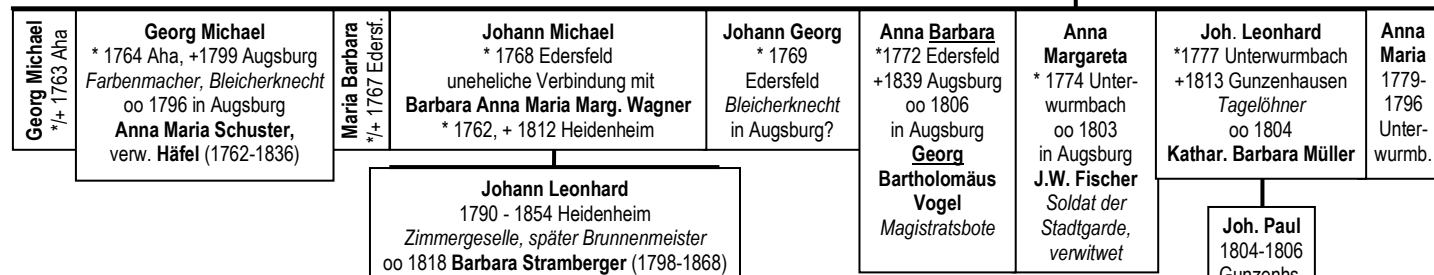 Georg Michael
*/+ 1763 Aha
Georg Michael
* 1764 Aha, +1799 Augsburg
Farbenmacher, Bleicherknecht
oo 1796 in Augsburg
Anna Maria Schuster,
verw. Häfel (1762-1836)
Maria Barbara
*/+ 1767 Edersf.
Johann Michael
* 1768 Edersfeld
uneheliche Verbindung mit
Barbara Anna Maria Marg. Wagner
* 1762, + 1812 Heidenheim
Johann Leonhard
1790 - 1854 Heidenheim
Zimmergeselle, später Brunnenmeister
oo 1818 Barbara Stramberger (1798-1868)
Johann Georg
* 1769
Edersfeld
Bleicherknecht
in Augsburg?
Anna Barbara
*1772 Edersfeld
+1839 Augsburg
oo 1806
in Augsburg
Georg
Bartholomäus
Vogel
Magistratsbote
Anna
Margareta
* 1774 Unter-
wurmbach
oo 1803
in Augsburg
J.W. Fischer
Soldat der
Stadtgarde,
verwitwet
Joh. Leonhard
*1777 Unterwurmbach
+1813 Gunzenhausen
Tagelöhner
oo 1804
Kathar. Barbara Müller
Joh. Paul
1804-1806
Gunzenhs.
Anna
Maria
1779-
1796
Unter-
wurmb.